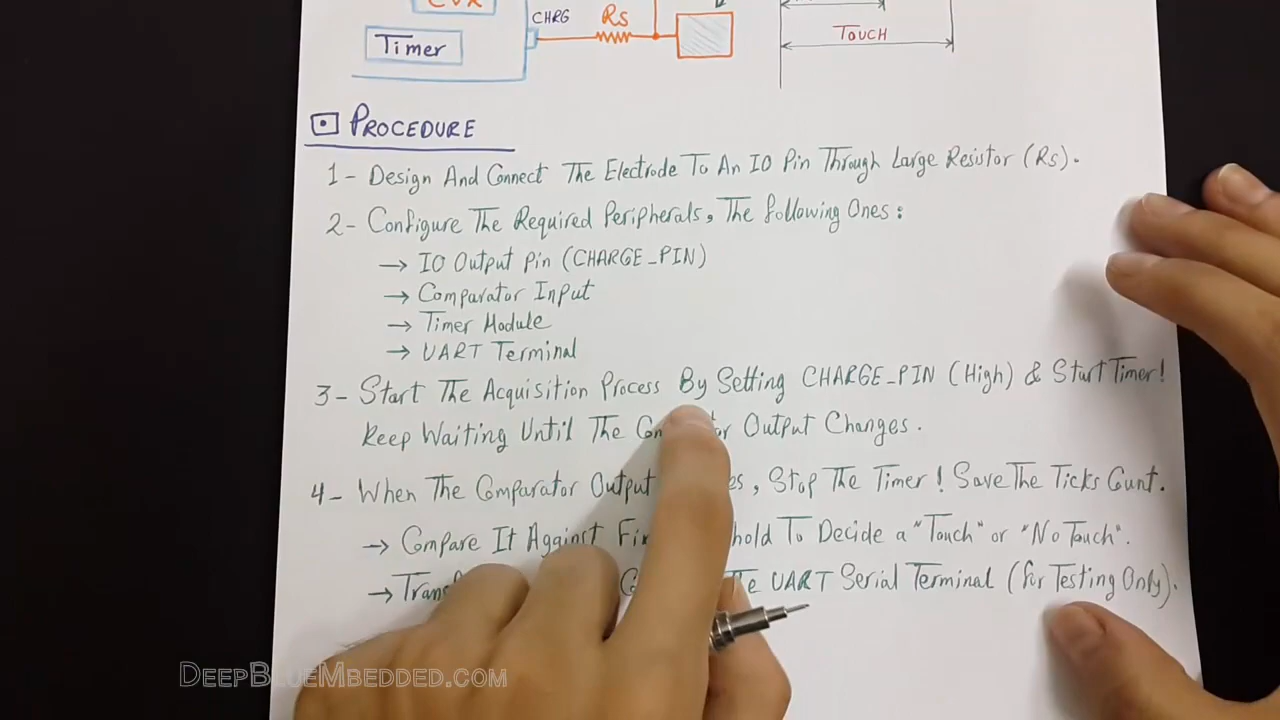 CHRG
Rs
Timer
TOUCH
PROCEDURE
1- Design And Connect The Electrode To An IO Pin Through Large Resistor (Rs).
2- Configure The Required Peripherals, The following Ones:
→ IO Output Pin (CHARGE_PIN)
→ Comparator Input
→ Timer Module
→ UART Terminal
3- Start The Acquisition Process By Setting CHARGE_PIN (High) & Start Timer!
Keep Waiting Until The Output Changes.
4- When The Comparator Output , Stop The Timer! Save The Ticks Count.
→ Compare It Against To Decide a "Touch" or "No Touch".
→ UART Serial Terminal (for Testing Only).
DEEPBLUEMBEDDED.COM